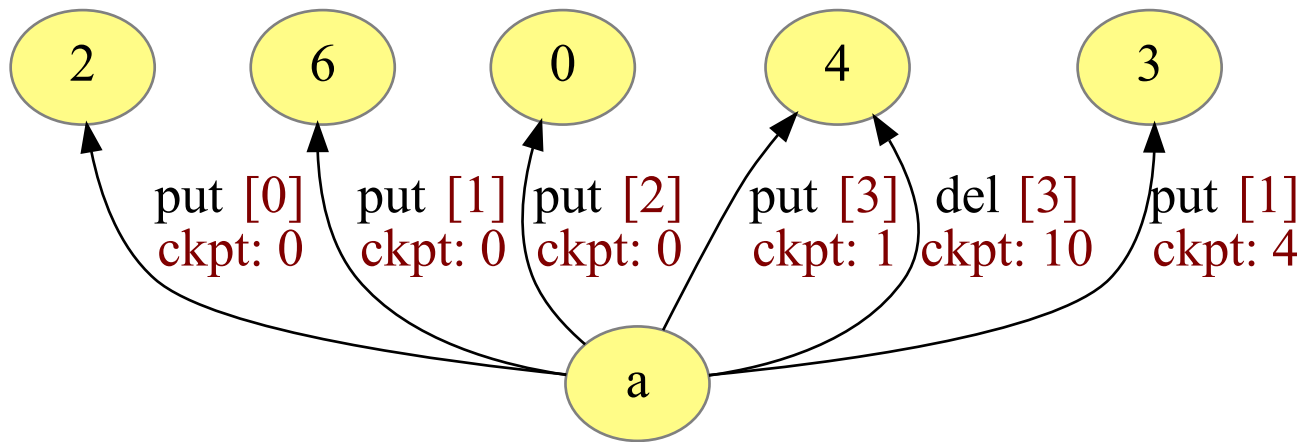 2 6 0 4 3
put [0] put [1] put [2] put [3] del [3] put [1]
ckpt: 0 ckpt: 0 ckpt: 0 ckpt: 1 ckpt: 10 ckpt: 4
a